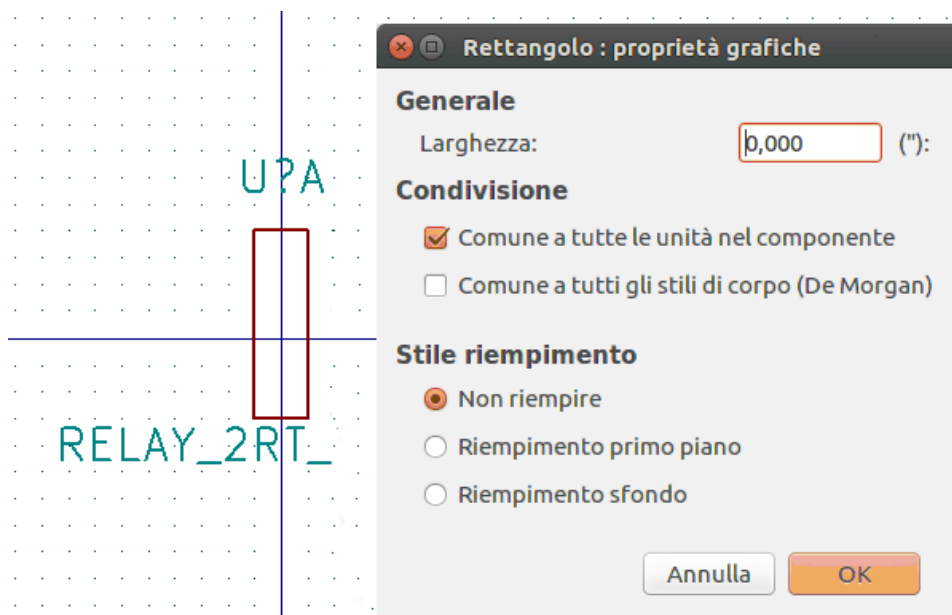 U?A
RELAY_2RT_
Rettangolo : proprietà grafiche
Generale
Larghezza: 0,000 ("):
Condivisione
Comune a tutte le unità nel componente
Comune a tutti gli stili di corpo (De Morgan)
Stile riempimento
Non riempire
Riempimento primo piano
Riempimento sfondo
Annulla OK